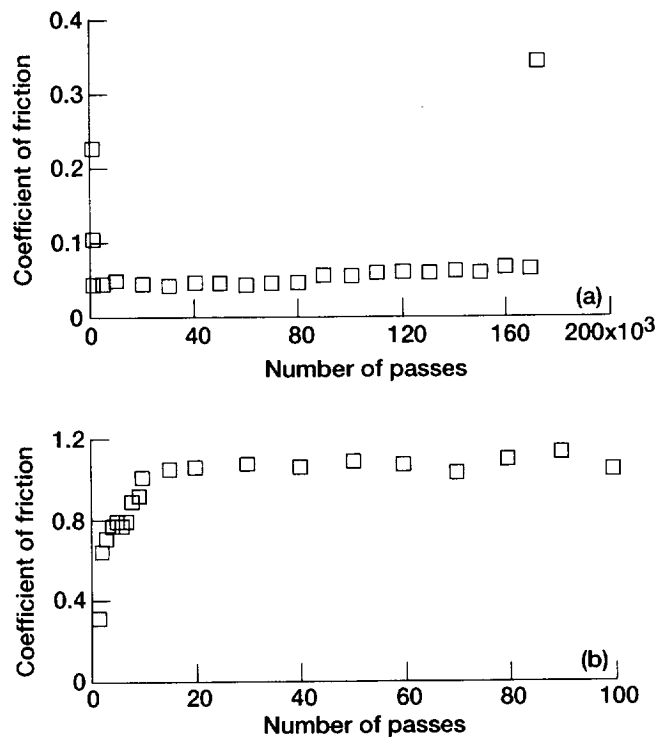 0.4
0.3
0.2
0.1
0
Coefficient of friction
(a)
0 40 80 120 160 200x10³
Number of passes
1.2
0.8
0.4
0
Coefficient of friction
(b)
0 20 40 60 80 100
Number of passes